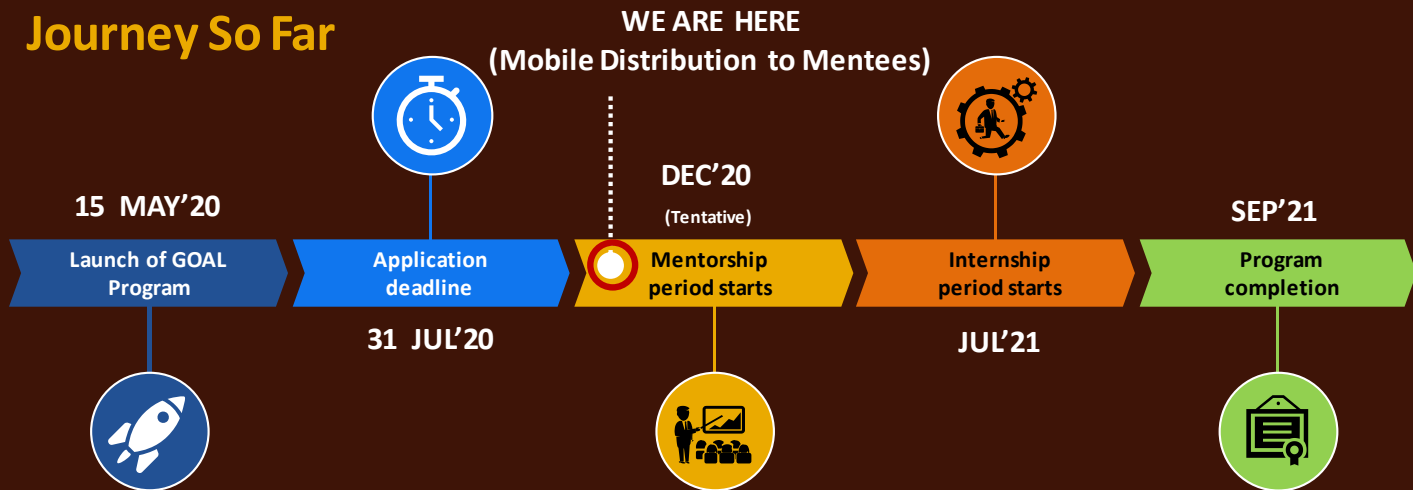 Journey So Far
WE ARE HERE
(Mobile Distribution to Mentees)
15 MAY'20
Launch of GOAL
Program
Application
deadline
31 JUL'20
DEC'20
(Tentative)
Mentorship
period starts
Internship
period starts
JUL'21
SEP'21
Program
completion